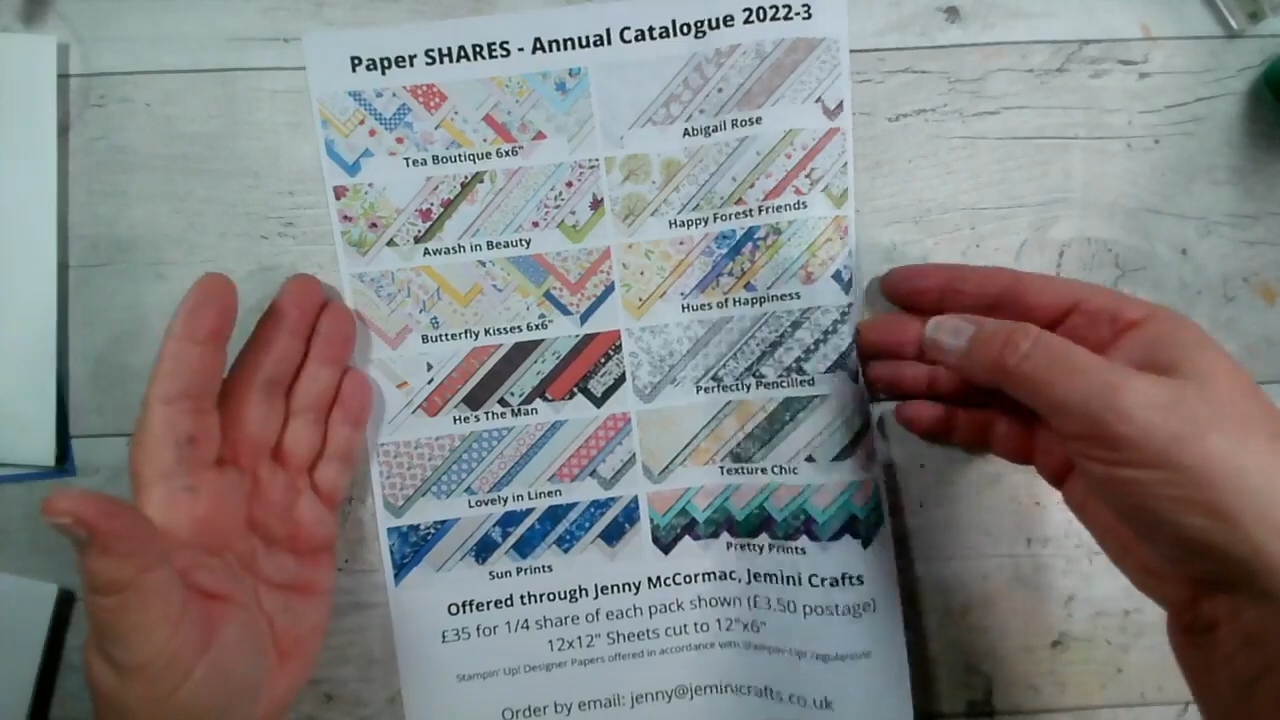 Paper SHARES - Annual Catalogue 2022-3
Tea Boutique 6x6"
Abigail Rose
Awash in Beauty
Happy Forest Friends
Butterfly Kisses 6x6"
Hues of Happiness
He's The Man
Perfectly Pencilled
Lovely in Linen
Texture Chic
Sun Prints
Pretty Prints
Offered through Jenny McCormac, Jemini Crafts
£35 for 1/4 share of each pack shown (£3.50 postage)
12x12" Sheets cut to 12"x6"
Stampin' Up! Designer Papers offered in accordance with Stampin' Up!
Order by email: jenny@jeminicrafts.co.uk